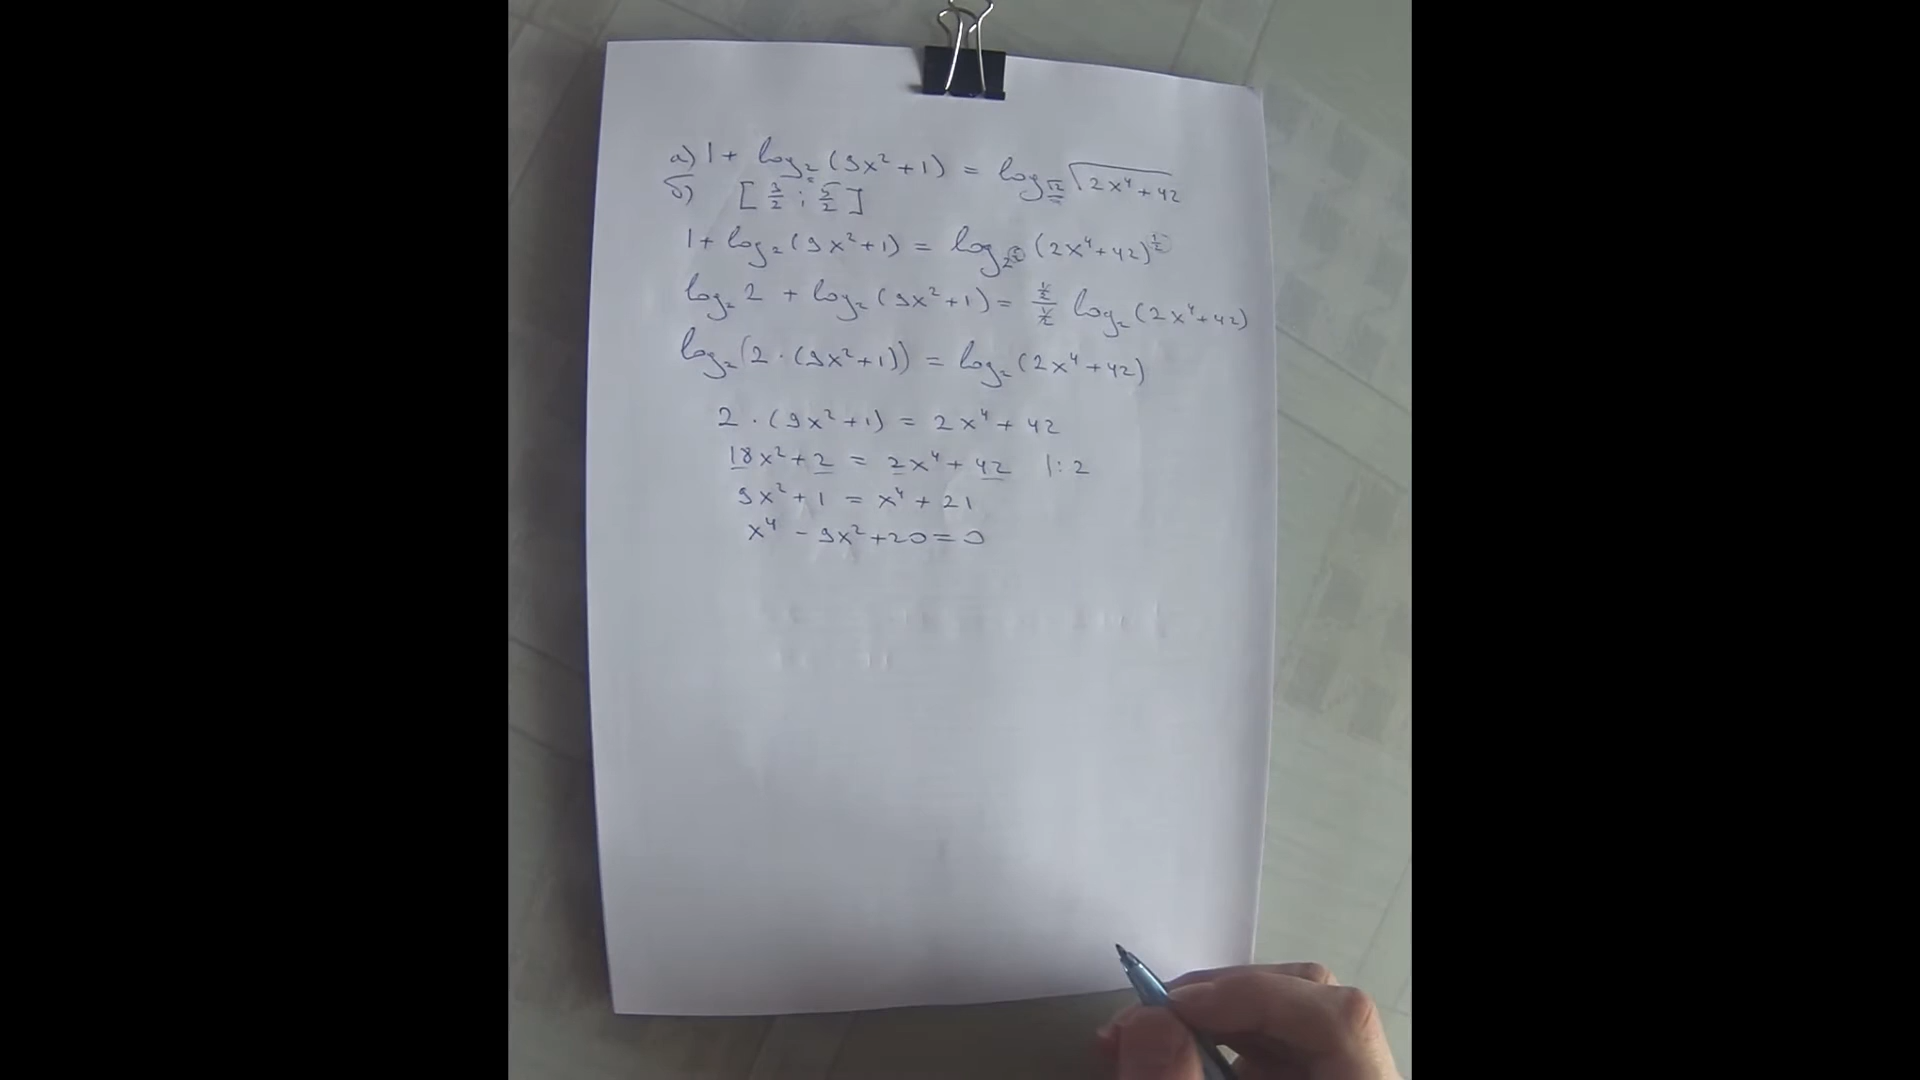 а) 1 + log₂(9x² + 1) = log_√2 √(2x⁴ + 42)
б) [3/2 ; 5/2]
1 + log₂(9x² + 1) = log_2^(1/2) (2x⁴ + 42)^(1/2)
log₂ 2 + log₂(9x² + 1) = (1/2)/(1/2) log₂(2x⁴ + 42)
log₂(2 · (9x² + 1)) = log₂(2x⁴ + 42)
2 · (9x² + 1) = 2x⁴ + 42
18x² + 2 = 2x⁴ + 42 | : 2
9x² + 1 = x⁴ + 21
x⁴ - 9x² + 20 = 0